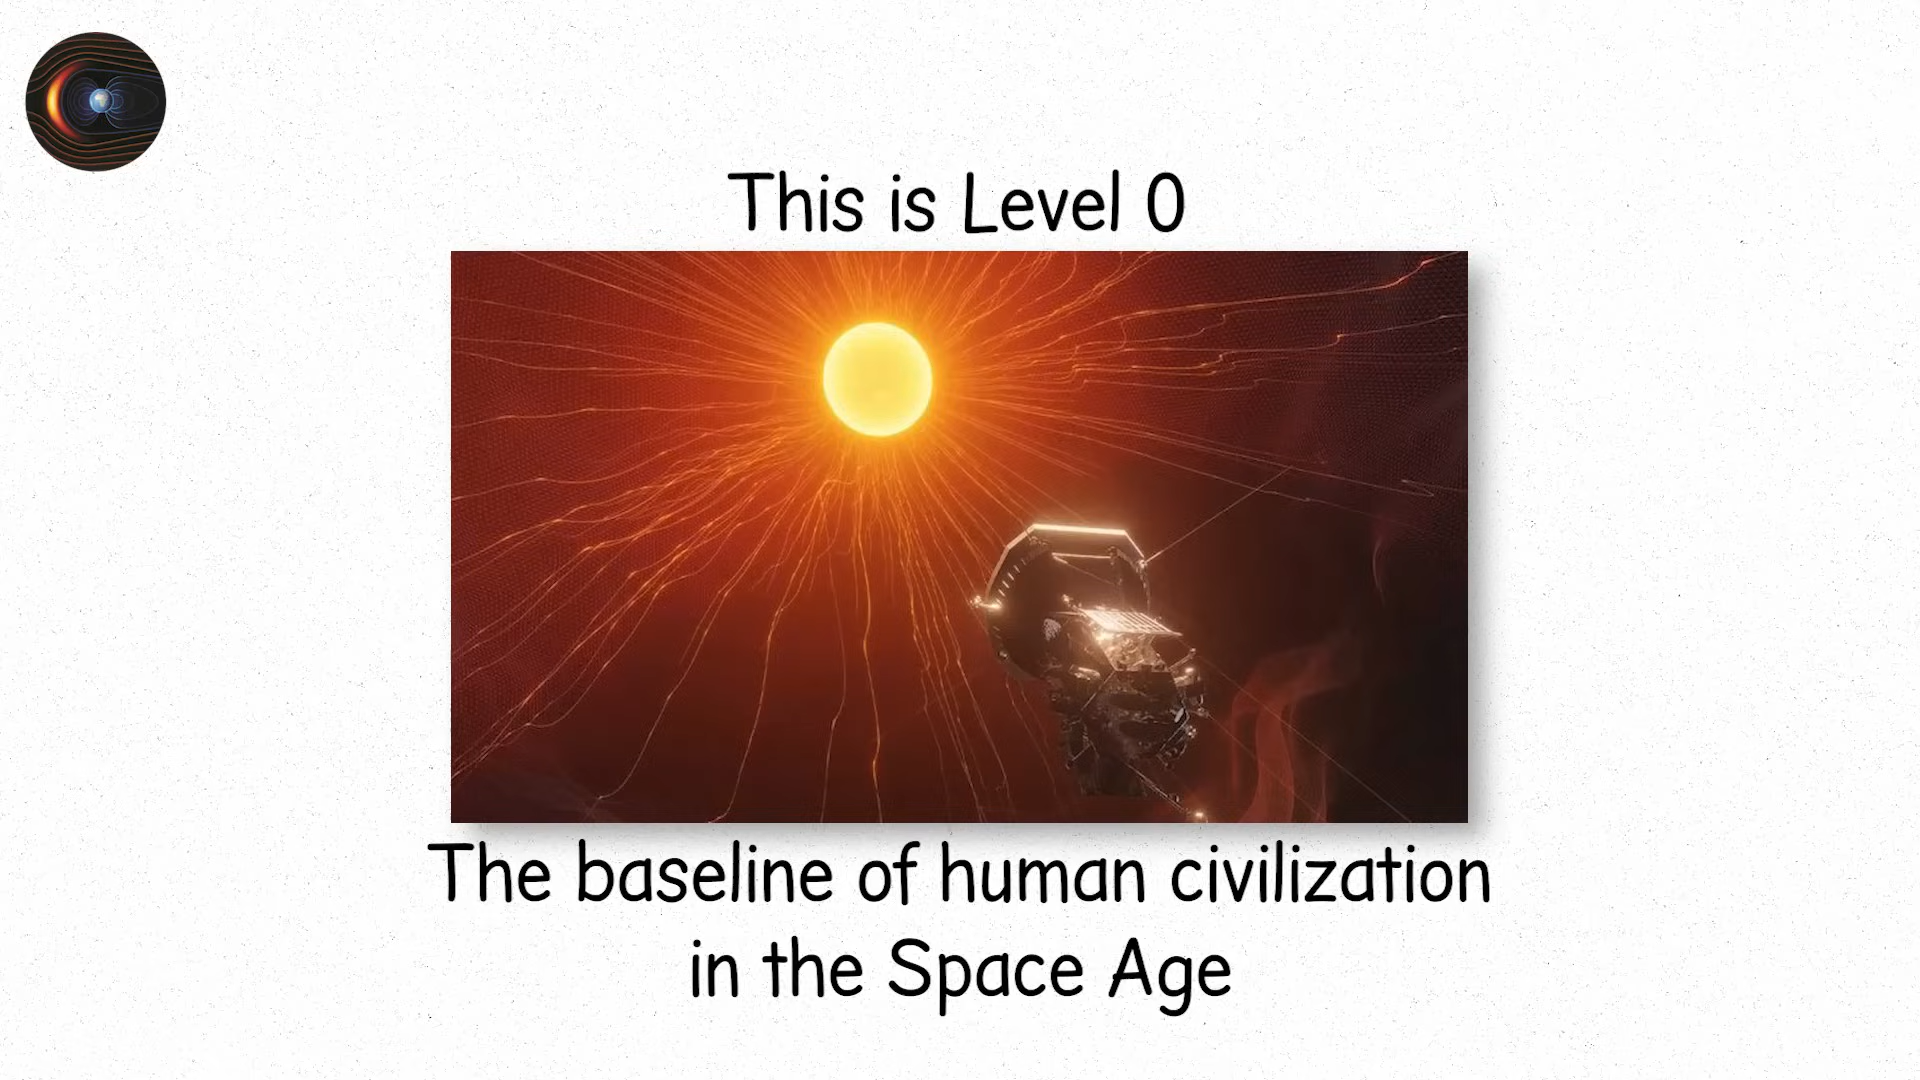 This is Level 0
The baseline of human civilization
in the Space Age